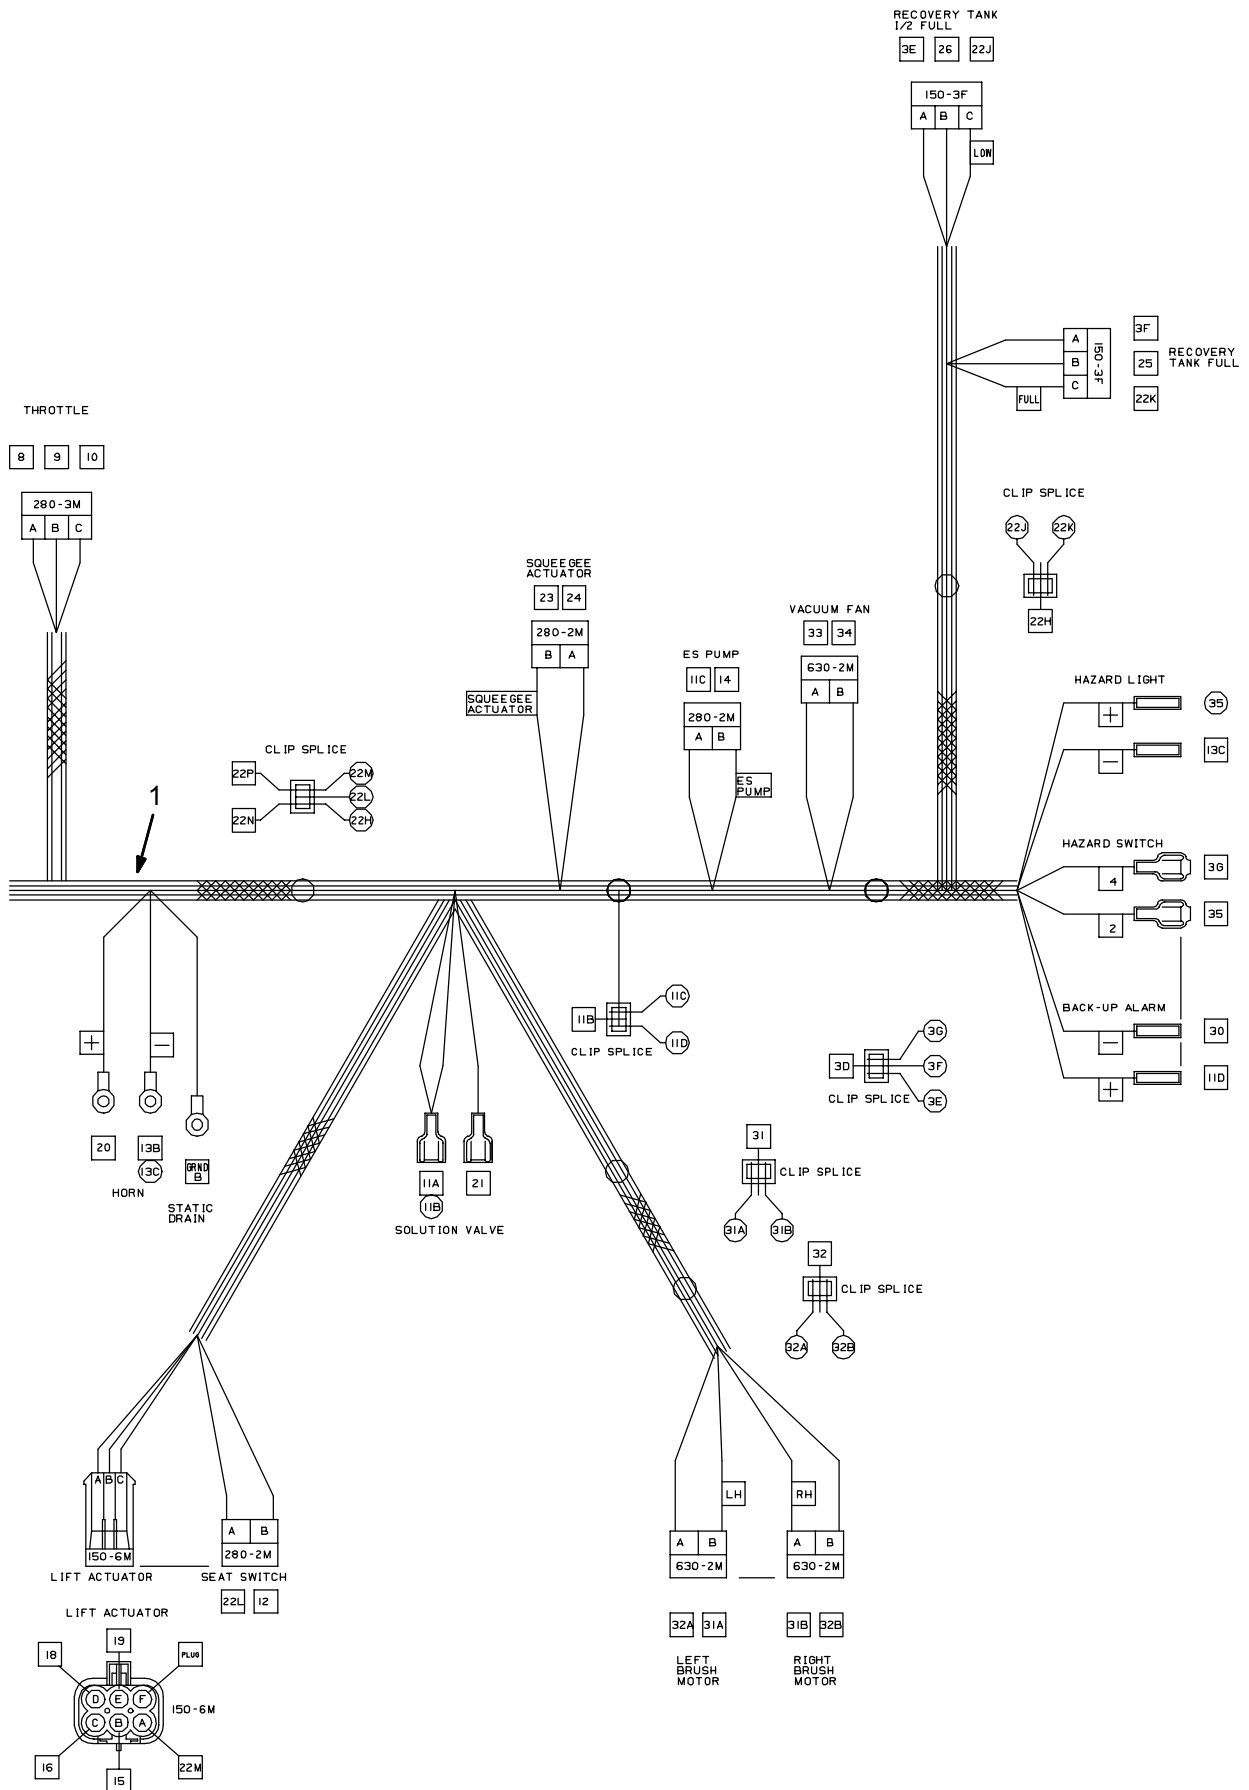 RECOVERY TANK
1/2 FULL
3E 26 22J
150-3F
A B C
LOW
3F
A
B
C
150-3F
25
RECOVERY
TANK FULL
FULL
22K
THROTTLE
8 9 10
280-3M
A B C
CLIP SPLICE
22J 22K
22H
SQUEEGEE
ACTUATOR
23 24
280-2M
B A
SQUEEGEE
ACTUATOR
ES PUMP
11C 14
280-2M
A B
ES
PUMP
VACUUM FAN
33 34
630-2M
A B
HAZARD LIGHT
+ 35
- 13C
CLIP SPLICE
22P 22M
22L
22N 22H
1
HAZARD SWITCH
4 3G
2 35
BACK-UP ALARM
- 30
+ 11D
+ -
20 13B
13C
HORN
GRND
B
STATIC
DRAIN
11A 21
11B
SOLUTION VALVE
11B 11C
11D
CLIP SPLICE
3D 3G
3F
3E
CLIP SPLICE
31
CLIP SPLICE
31A 31B
32
CLIP SPLICE
32A 32B
A B C
150-6M
LIFT ACTUATOR
A B
280-2M
SEAT SWITCH
22L 12
LH RH
A B
630-2M
A B
630-2M
32A 31A
LEFT
BRUSH
MOTOR
31B 32B
RIGHT
BRUSH
MOTOR
LIFT ACTUATOR
18 19 PLUG
D E F
C B A
150-6M
16 15 22M